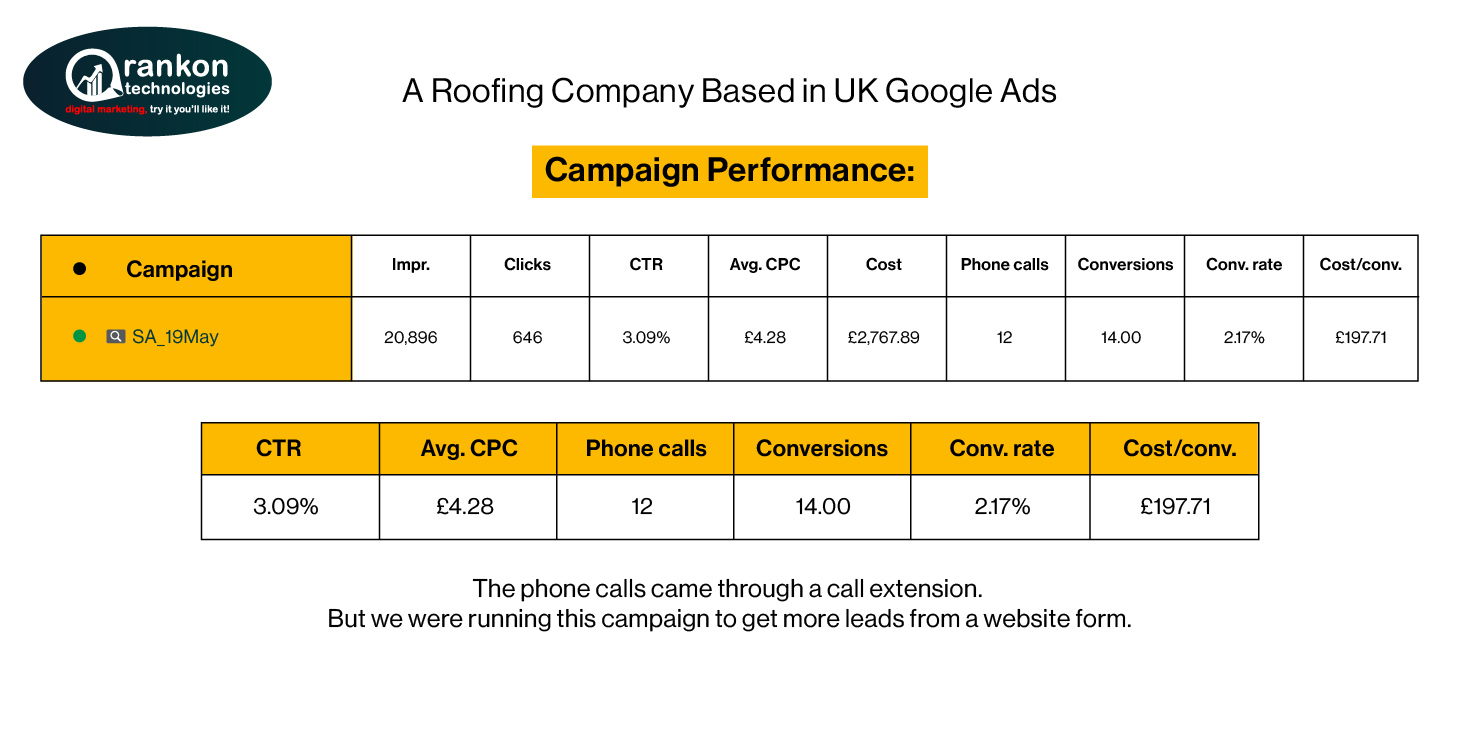 rankon
technologies
digital marketing, try it you'll like it!
A Roofing Company Based in UK Google Ads
Campaign Performance:
Campaign Impr. Clicks CTR Avg. CPC Cost Phone calls Conversions Conv. rate Cost/conv.
SA_19May 20,896 646 3.09% £4.28 £2,767.89 12 14.00 2.17% £197.71
CTR Avg. CPC Phone calls Conversions Conv. rate Cost/conv.
3.09% £4.28 12 14.00 2.17% £197.71
The phone calls came through a call extension.
But we were running this campaign to get more leads from a website form.